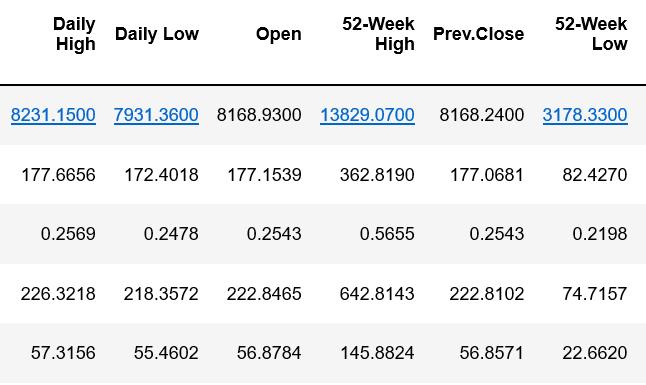 Daily High Daily Low Open 52-Week High Prev.Close 52-Week Low
8231.1500 7931.3600 8168.9300 13829.0700 8168.2400 3178.3300
177.6656 172.4018 177.1539 362.8190 177.0681 82.4270
0.2569 0.2478 0.2543 0.5655 0.2543 0.2198
226.3218 218.3572 222.8465 642.8143 222.8102 74.7157
57.3156 55.4602 56.8784 145.8824 56.8571 22.6620